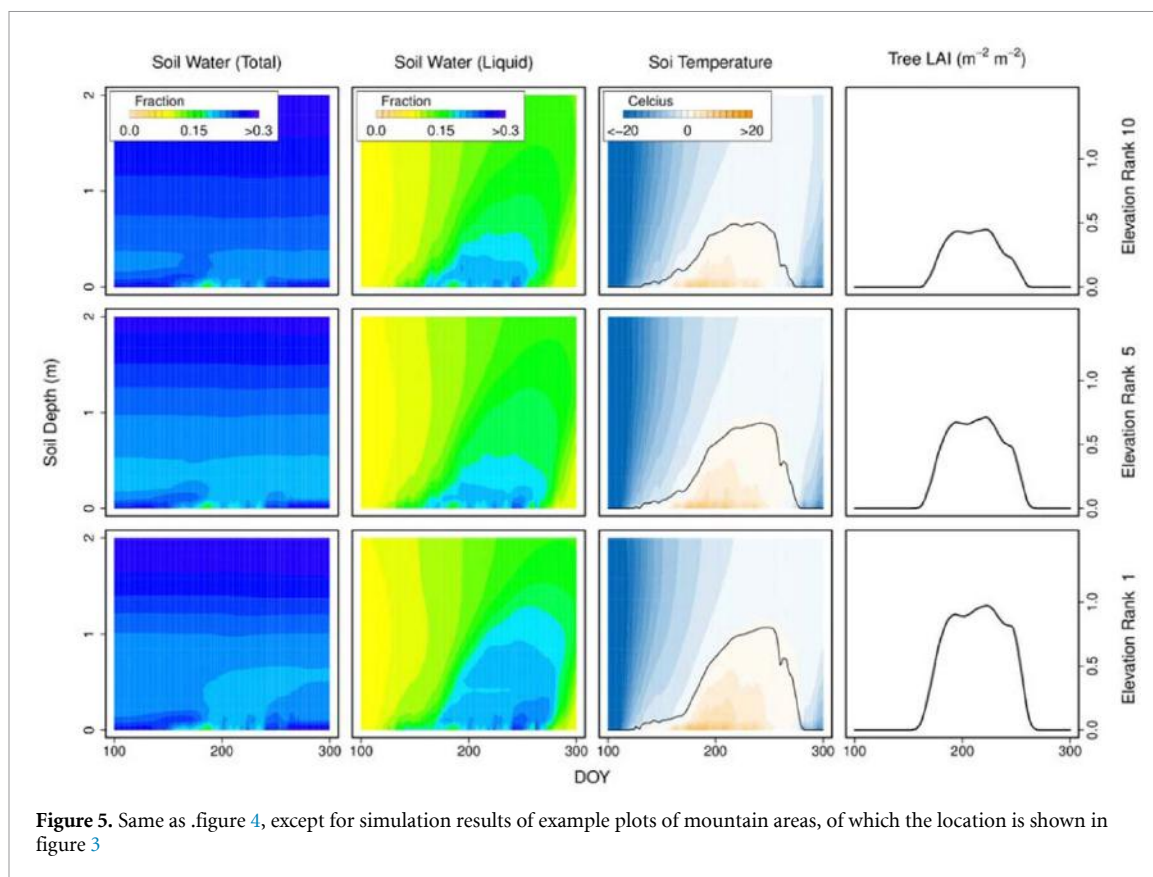 Soil Water (Total)
Soil Water (Liquid)
Soi Temperature
Tree LAI (m⁻² m⁻²)
Fraction
0.0 0.15 >0.3
Fraction
0.0 0.15 >0.3
Celcius
<-20 0 >20
2
1
0
0.0 0.5 1.0
Elevation Rank 10
2
1
0
0.0 0.5 1.0
Elevation Rank 5
2
1
0
0.0 0.5 1.0
Elevation Rank 1
Soil Depth (m)
100 200 300
100 200 300
100 200 300
100 200 300
DOY
Figure 5. Same as .figure 4, except for simulation results of example plots of mountain areas, of which the location is shown in
figure 3